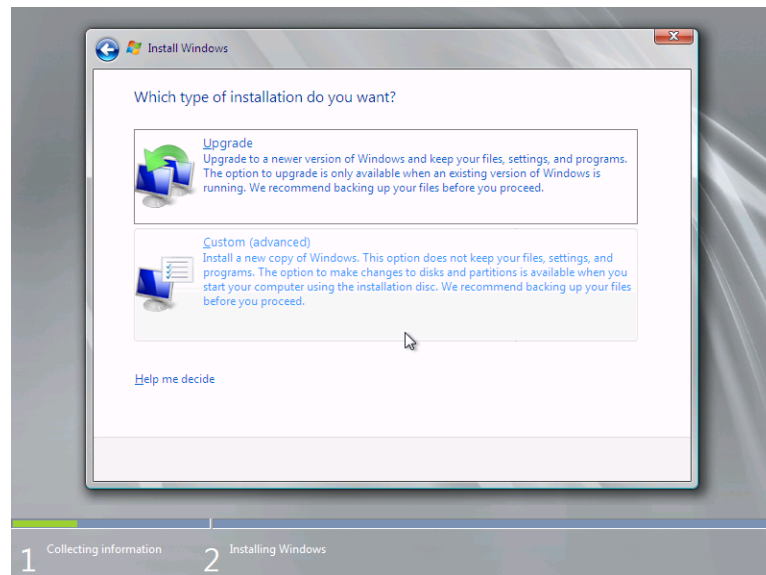 Install Windows
Which type of installation do you want?
Upgrade
Upgrade to a newer version of Windows and keep your files, settings, and programs.
The option to upgrade is only available when an existing version of Windows is
running. We recommend backing up your files before you proceed.
Custom (advanced)
Install a new copy of Windows. This option does not keep your files, settings, and
programs. The option to make changes to disks and partitions is available when you
start your computer using the installation disc. We recommend backing up your files
before you proceed.
Help me decide
1 Collecting information 2 Installing Windows